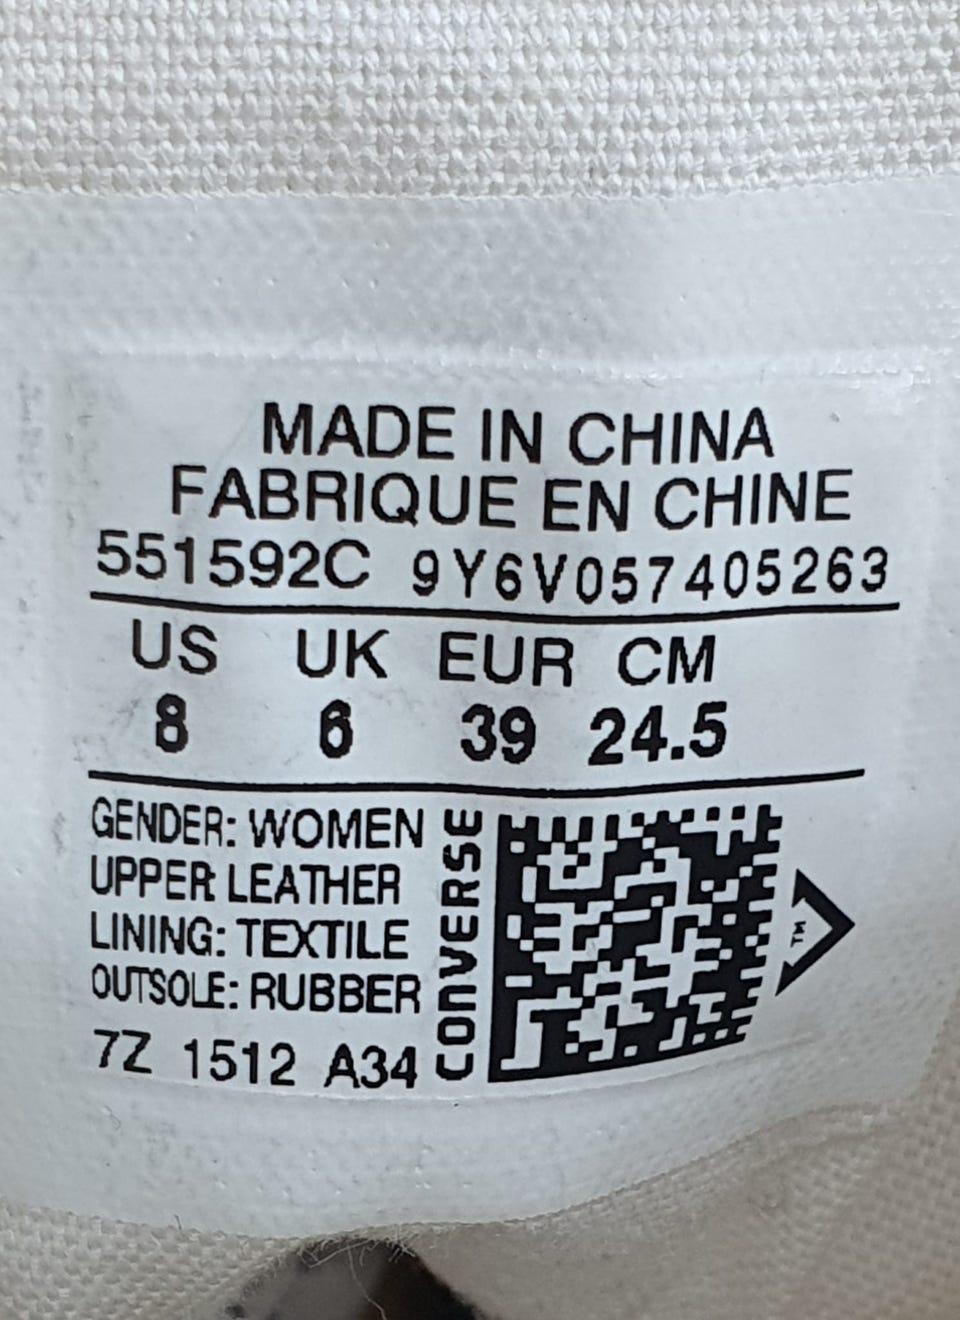 MADE IN CHINA
FABRIQUE EN CHINE
551592C 9Y6V057405263
US UK EUR CM
8 6 39 24.5
GENDER: WOMEN
UPPER LEATHER
LINING: TEXTILE
OUTSOLE: RUBBER
7Z 1512 A34
CONVERSE
TM